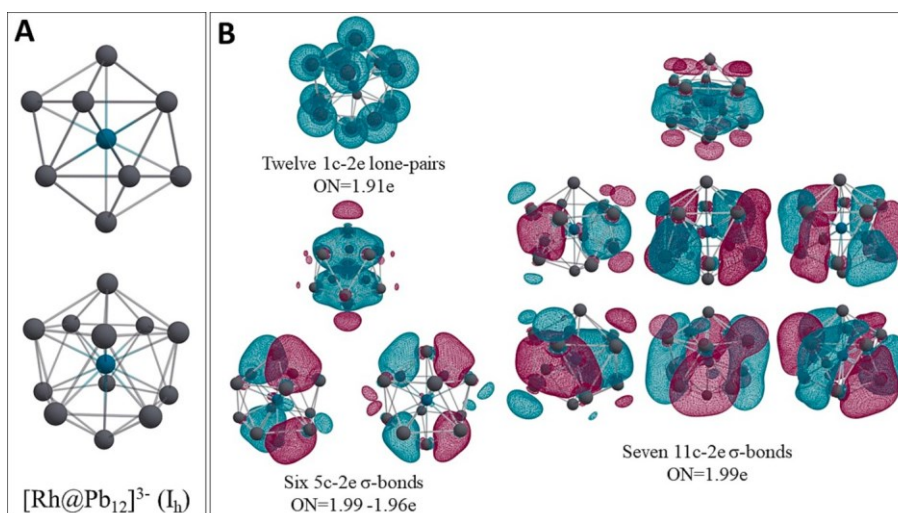 A
B
Twelve 1c-2e lone-pairs
ON=1.91e
Six 5c-2e σ-bonds
ON=1.99 -1.96e
Seven 11c-2e σ-bonds
ON=1.99e
[Rh@Pb₁₂]³⁻ (Iₕ)